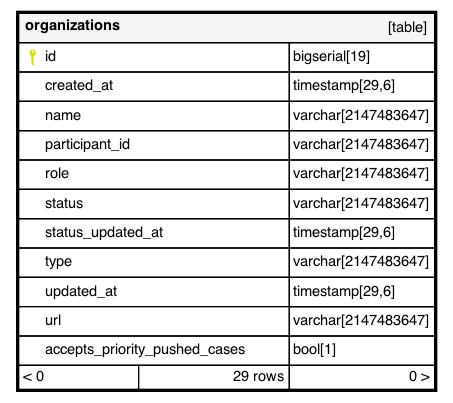 organizations [table]
id bigserial[19]
created_at timestamp[29,6]
name varchar[2147483647]
participant_id varchar[2147483647]
role varchar[2147483647]
status varchar[2147483647]
status_updated_at timestamp[29,6]
type varchar[2147483647]
updated_at timestamp[29,6]
url varchar[2147483647]
accepts_priority_pushed_cases bool[1]
< 0 29 rows 0 >